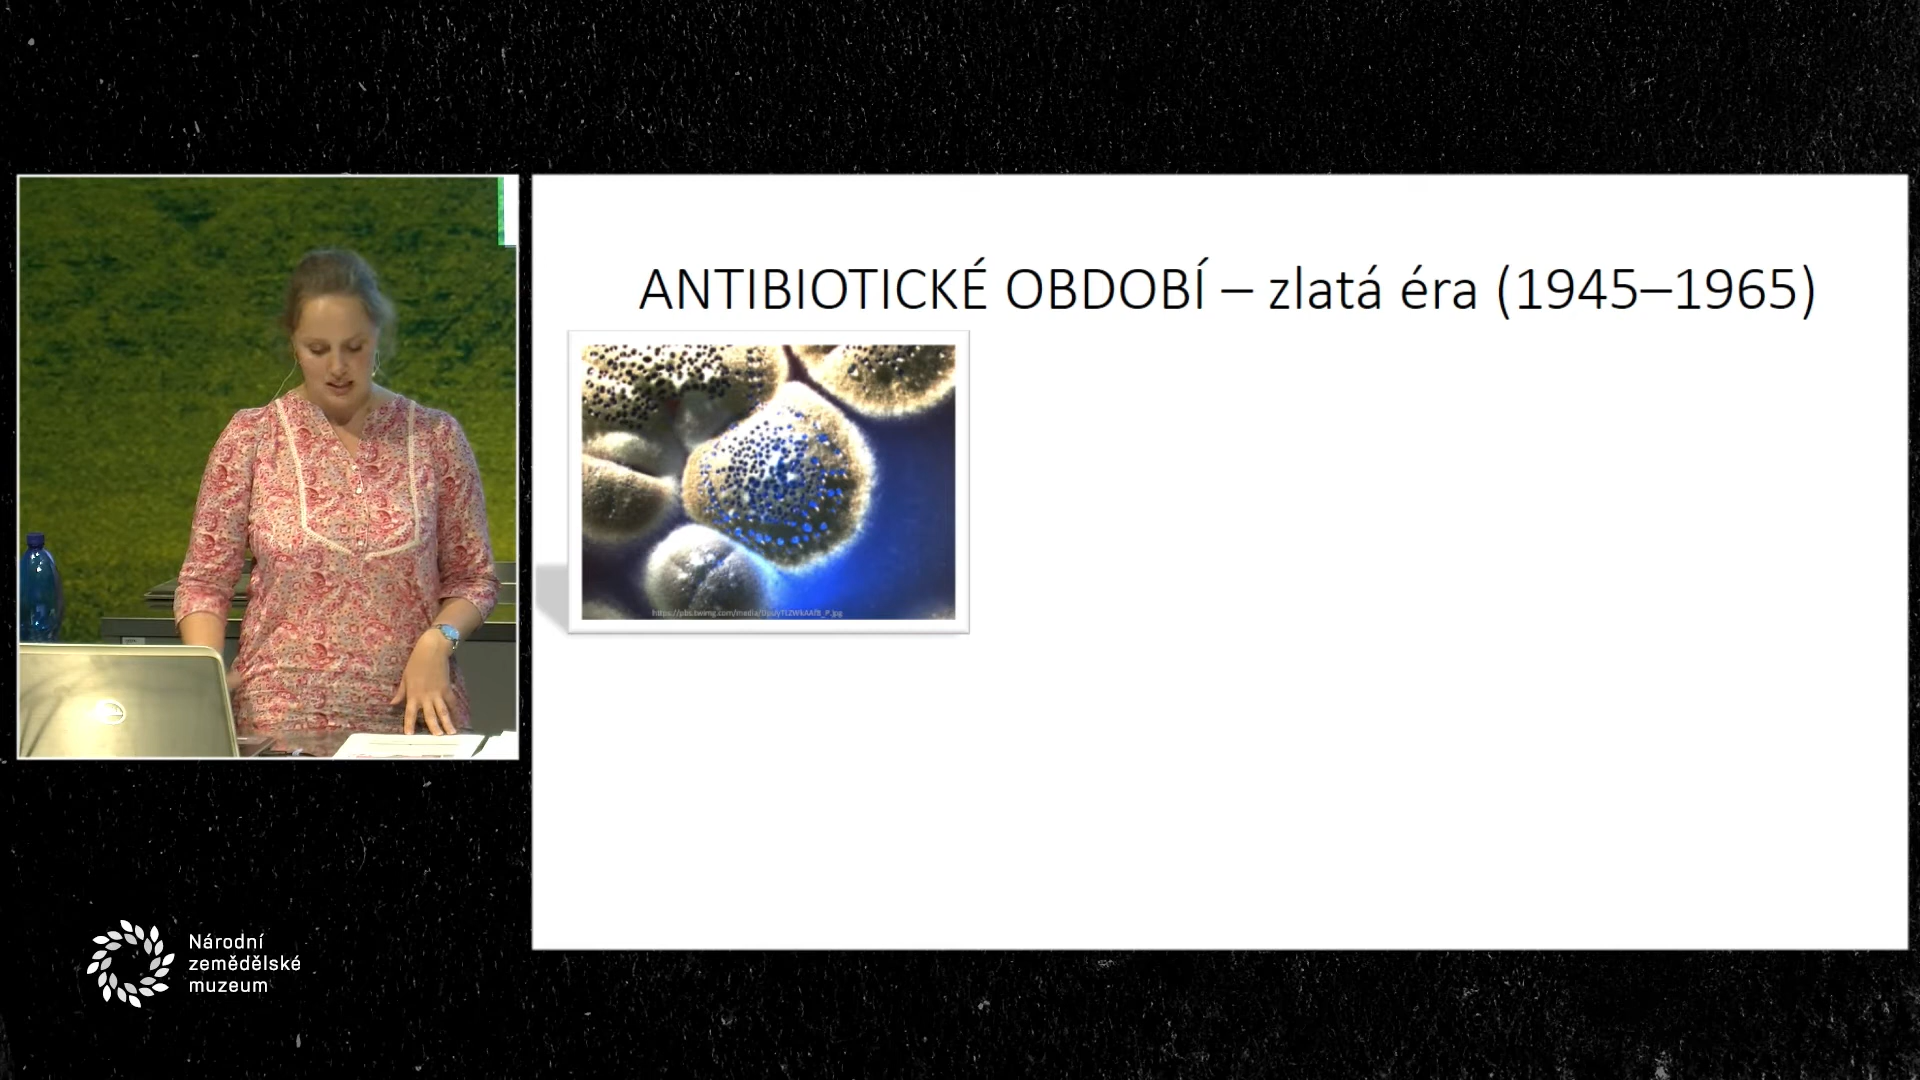 ANTIBIOTICKÉ OBDOBÍ – zlatá éra (1945–1965)
Národní
zemědělské
muzeum